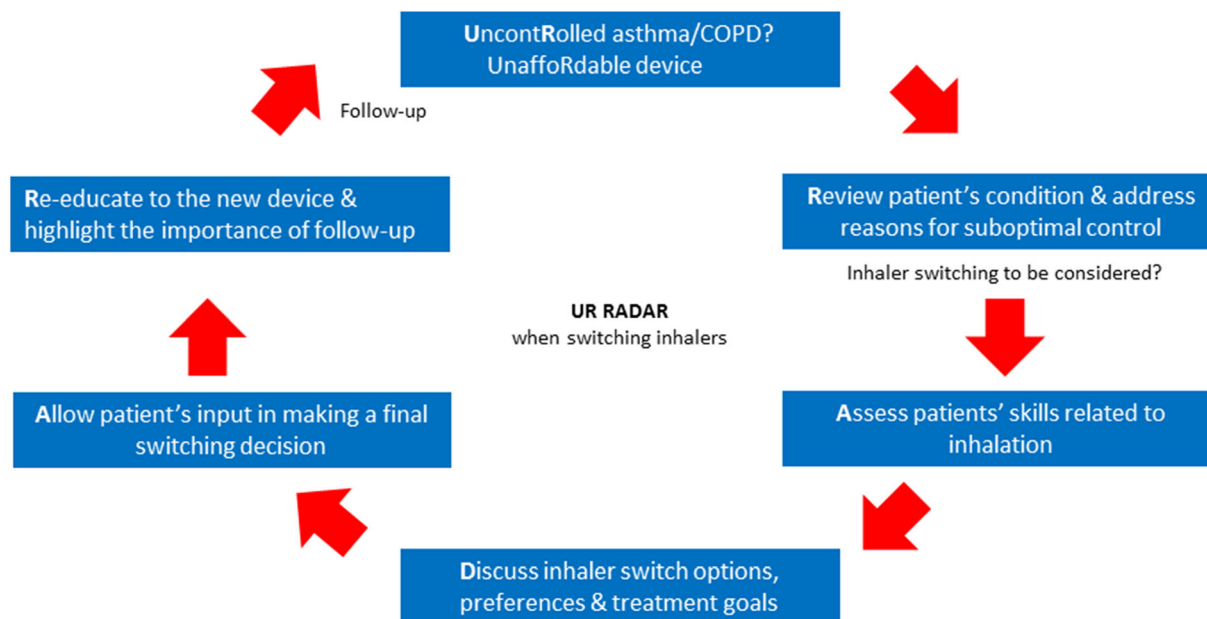 UncontRolled asthma/COPD?
UnaffoRdable device
Follow-up
Review patient's condition & address
reasons for suboptimal control
Inhaler switching to be considered?
Assess patients' skills related to
inhalation
Discuss inhaler switch options,
preferences & treatment goals
Allow patient's input in making a final
switching decision
Re-educate to the new device &
highlight the importance of follow-up
UR RADAR
when switching inhalers